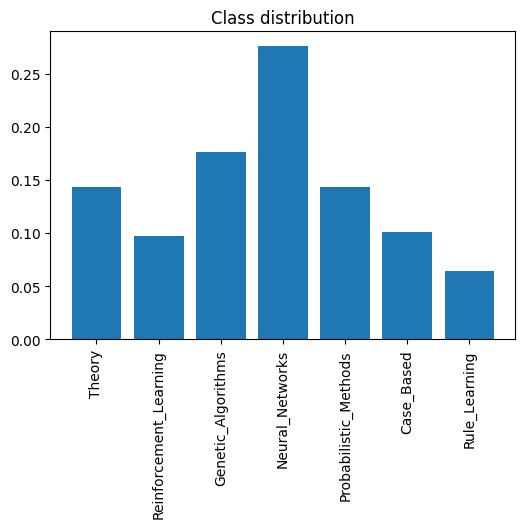 Class distribution
0.25
0.20
0.15
0.10
0.05
0.00
Theory
Reinforcement_Learning
Genetic_Algorithms
Neural_Networks
Probabilistic_Methods
Case_Based
Rule_Learning